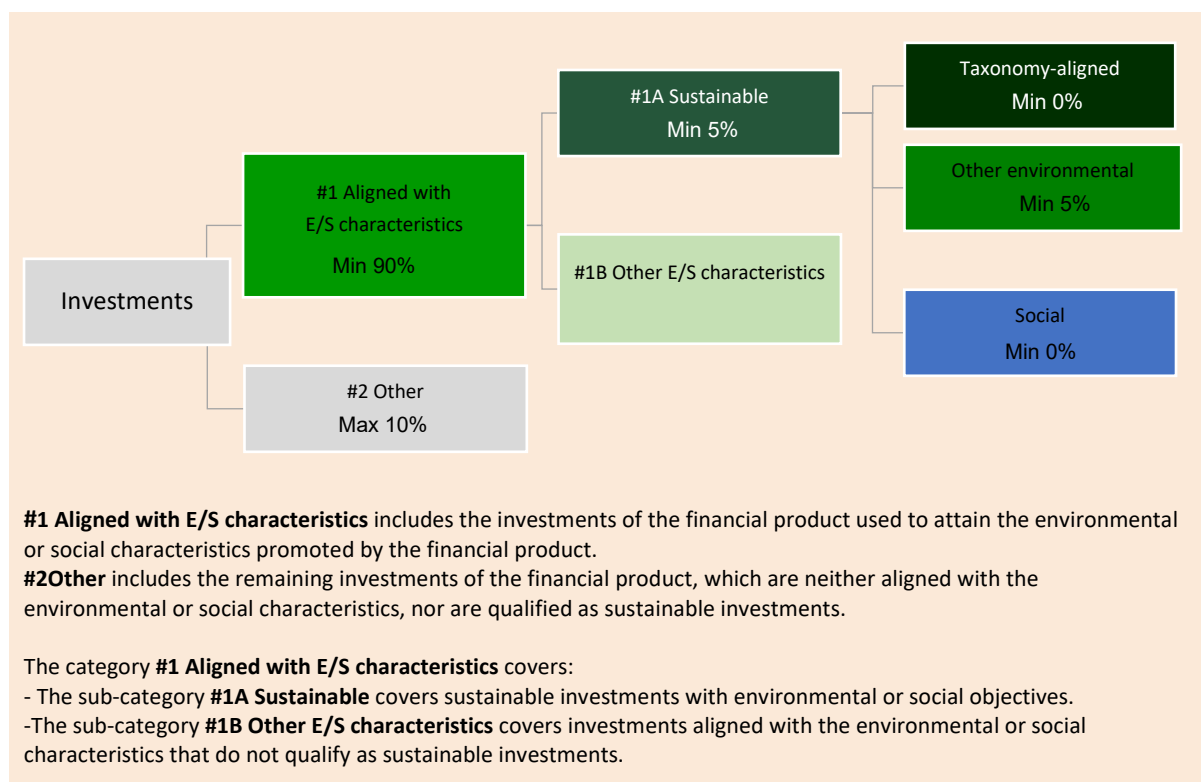 Investments
#1 Aligned with
E/S characteristics
Min 90%
#2 Other
Max 10%
#1A Sustainable
Min 5%
#1B Other E/S characteristics
Taxonomy-aligned
Min 0%
Other environmental
Min 5%
Social
Min 0%
#1 Aligned with E/S characteristics includes the investments of the financial product used to attain the environmental
or social characteristics promoted by the financial product.
#2Other includes the remaining investments of the financial product, which are neither aligned with the
environmental or social characteristics, nor are qualified as sustainable investments.
The category #1 Aligned with E/S characteristics covers:
- The sub-category #1A Sustainable covers sustainable investments with environmental or social objectives.
-The sub-category #1B Other E/S characteristics covers investments aligned with the environmental or social
characteristics that do not qualify as sustainable investments.